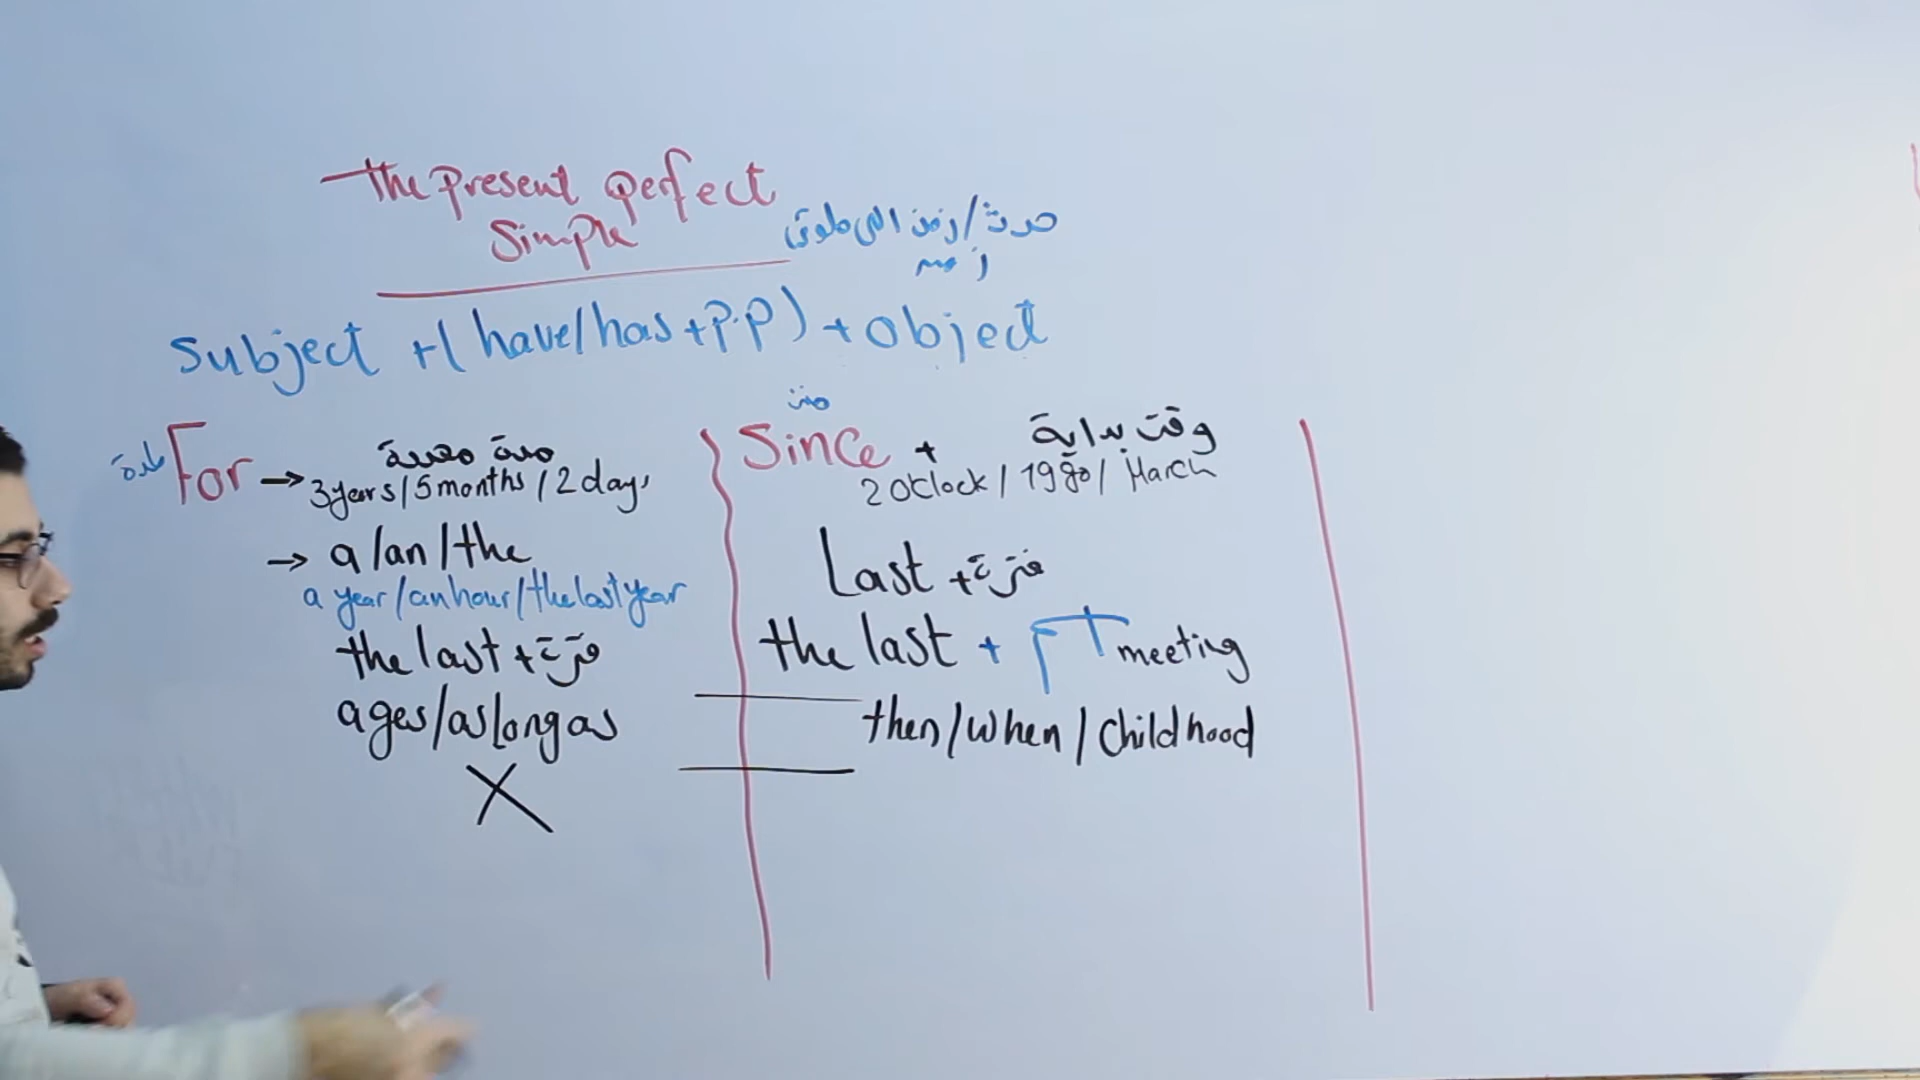 the present perfect
Simple
حدث / زمن
Subject + ( have/has + p.p ) + object
لمدة
For → مدة معينة
3 years / 5 months / 2 days
→ a / an / the
a year / an hour / the last year
the last + فترة
ages / as long as
X
منذ
Since + وقت بداية
2 O'clock / 1980 / March
Last + فترة
the last + meeting
then / when / childhood